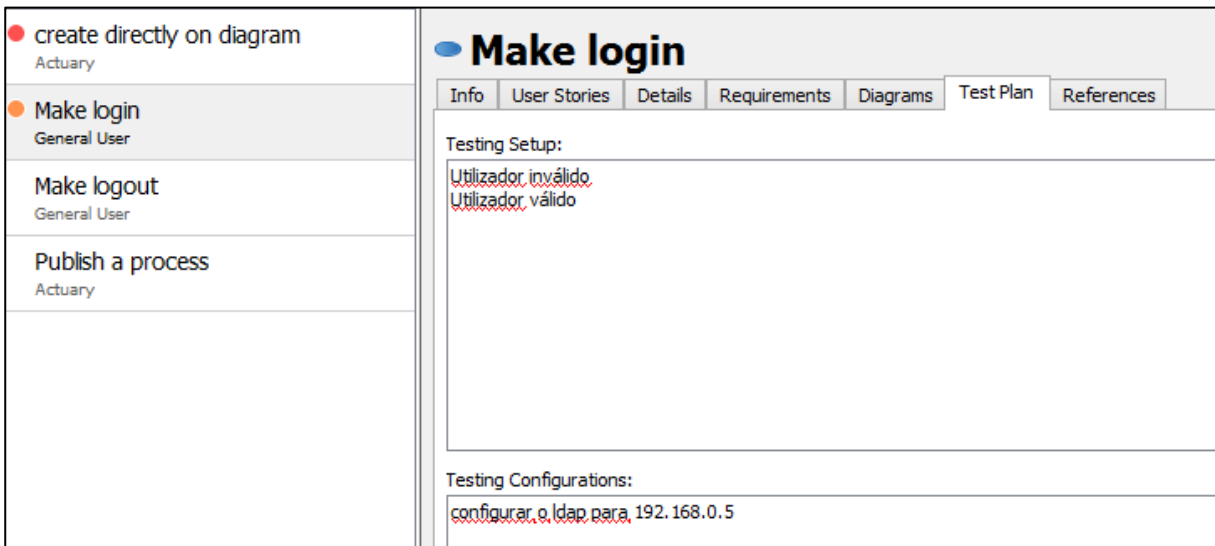 create directly on diagram
Actuary
Make login
General User
Make logout
General User
Publish a process
Actuary
Make login
Info User Stories Details Requirements Diagrams Test Plan References
Testing Setup:
Utilizador inválido
Utilizador válido
Testing Configurations:
configurar o ldap para 192.168.0.5